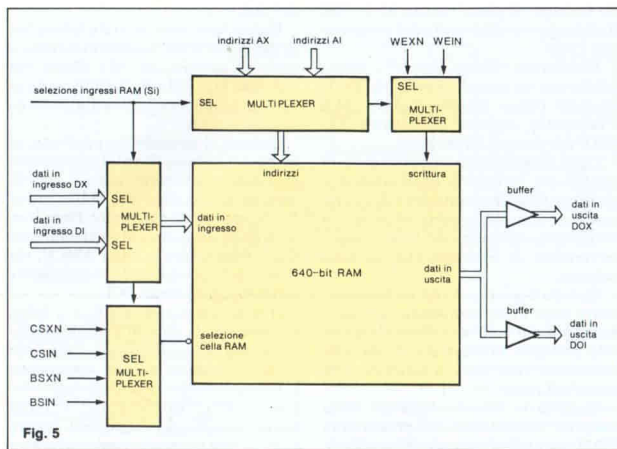 indirizzi AX
indirizzi AI
WEXN WEIN
selezione ingressi RAM (Si)
SEL
MULTIPLEXER
SEL
MULTI-
PLEXER
indirizzi
scrittura
dati in
ingresso DX
SEL
MULTI-
PLEXER
dati in
ingresso DI
SEL
dati in
ingresso
640-bit RAM
dati in
uscita
buffer
dati in
uscita
DOX
buffer
dati in
uscita
DOI
CSXN
CSIN
BSXN
BSIN
SEL
MULTI-
PLEXER
selezione
cella RAM
Fig. 5